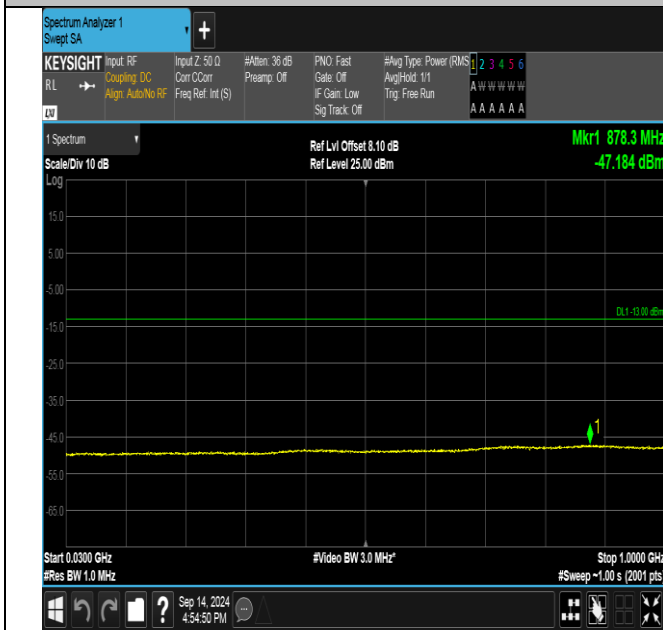 Spectrum Analyzer 1
Swept SA
+
KEYSIGHT
RL
LXI
Input: RF
Coupling: DC
Align: Auto/No RF
Input Z: 50 Ω
Corr CCorr
Freq Ref: Int (S)
#Atten: 36 dB
Preamp: Off
PNO: Fast
Gate: Off
IF Gain: Low
Sig Track: Off
#Avg Type: Power (RMS
Avg|Hold: 1/1
Trig: Free Run
1 2 3 4 5 6
A W W W W W
A A A A A A
1 Spectrum
Scale/Div 10 dB
Ref Lvl Offset 8.10 dB
Ref Level 25.00 dBm
Mkr1 878.3 MHz
-47.184 dBm
Log
15.0
5.00
-5.00
DL1 -13.00 dBm
-15.0
-25.0
-35.0
1
-45.0
-55.0
-65.0
Start 0.0300 GHz
#Video BW 3.0 MHz*
Stop 1.0000 GHz
#Res BW 1.0 MHz
#Sweep ~1.00 s (2001 pts)
?
Sep 14, 2024
4:54:50 PM